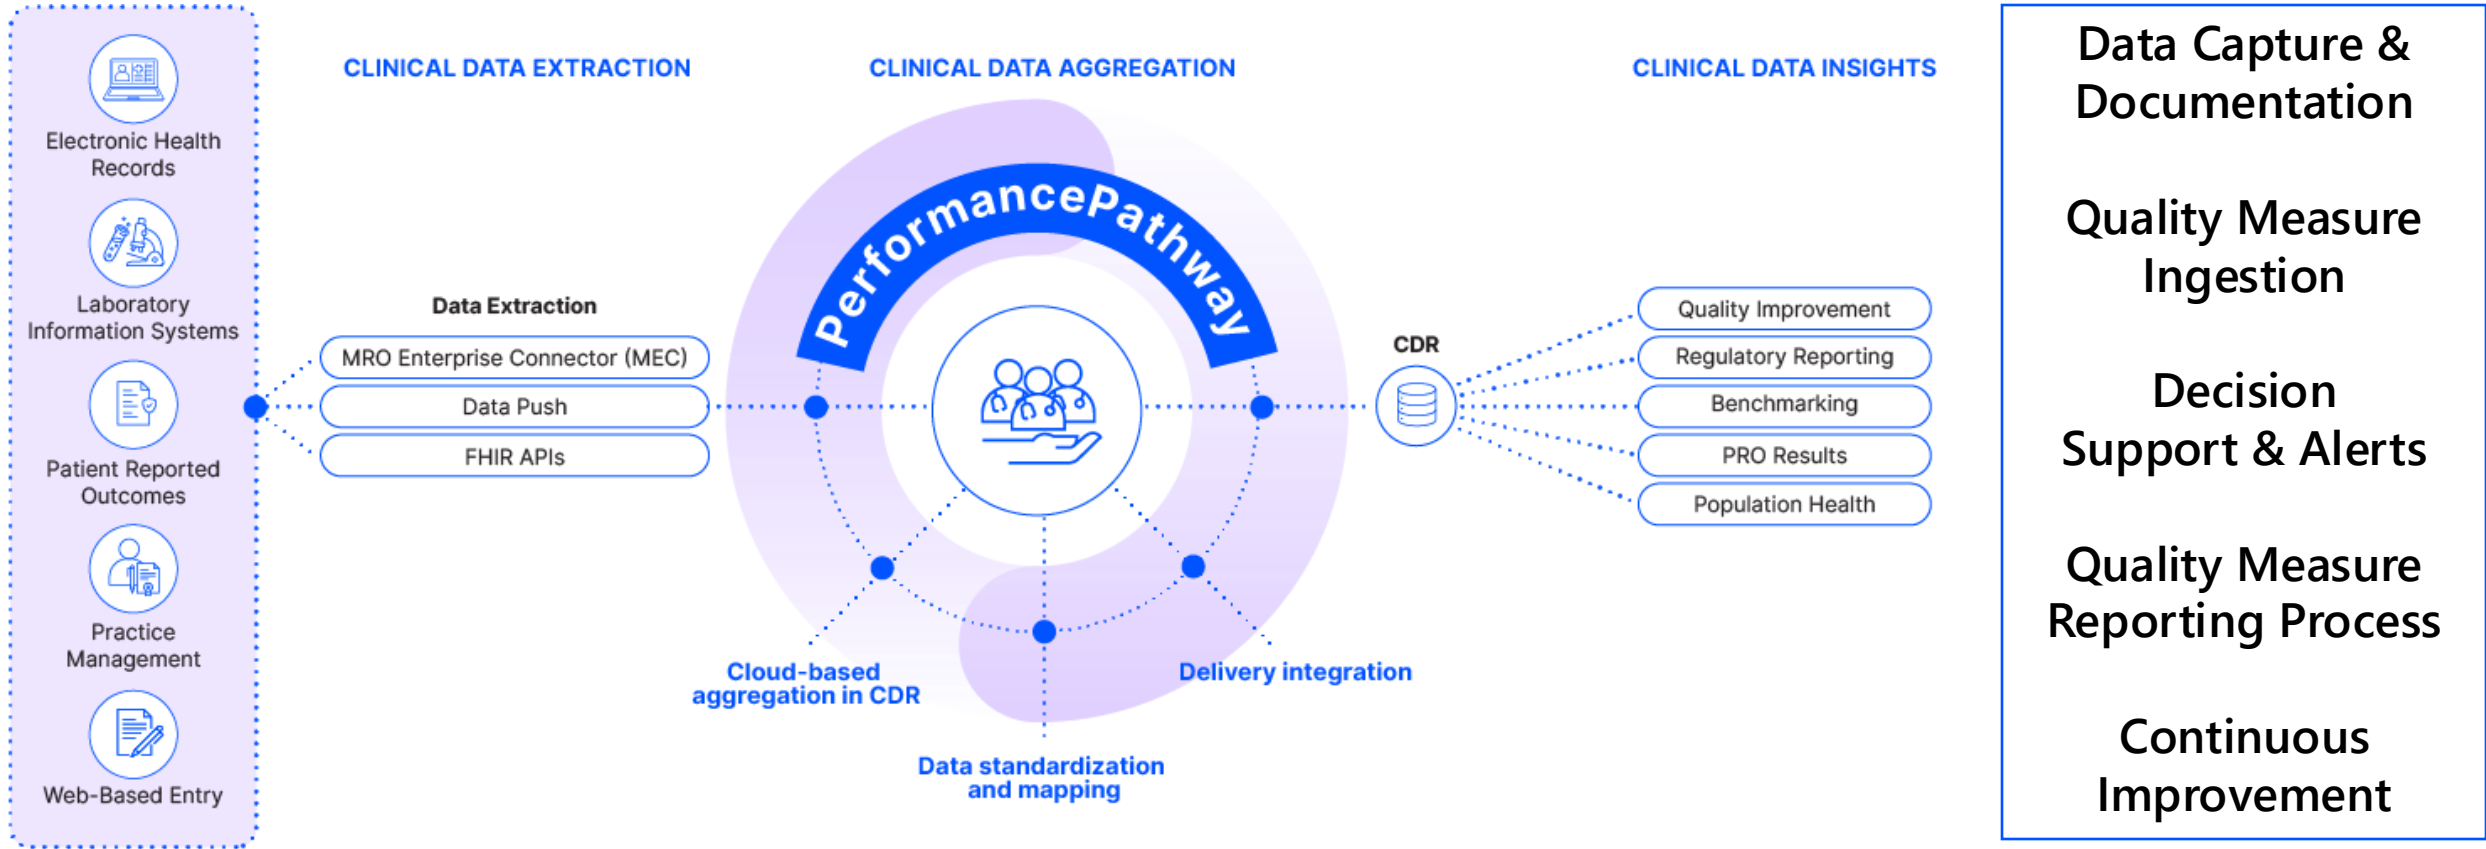 Electronic Health
Records
Laboratory
Information Systems
Patient Reported
Outcomes
Practice
Management
Web-Based Entry
CLINICAL DATA EXTRACTION
Data Extraction
MRO Enterprise Connector (MEC)
Data Push
FHIR APIs
CLINICAL DATA AGGREGATION
PerformancePathway
Cloud-based
aggregation in CDR
Data standardization
and mapping
Delivery integration
CLINICAL DATA INSIGHTS
CDR
Quality Improvement
Regulatory Reporting
Benchmarking
PRO Results
Population Health
Data Capture &
Documentation
Quality Measure
Ingestion
Decision
Support & Alerts
Quality Measure
Reporting Process
Continuous
Improvement